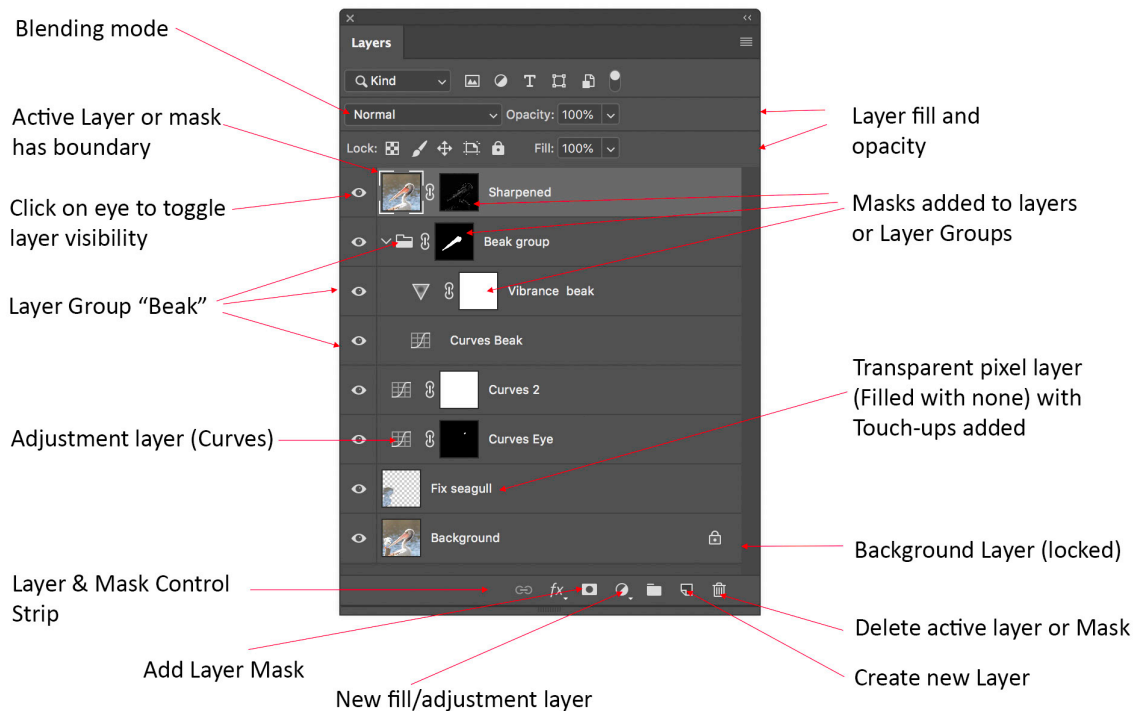 Blending mode
Active Layer or mask
has boundary
Click on eye to toggle
layer visibility
Layer Group “Beak”
Adjustment layer (Curves)
Layer & Mask Control
Strip
Add Layer Mask
New fill/adjustment layer
Layers
Kind
Normal
Opacity: 100%
Lock:
Fill: 100%
Sharpened
Beak group
Vibrance beak
Curves Beak
Curves 2
Curves Eye
Fix seagull
Background
fx
Layer fill and
opacity
Masks added to layers
or Layer Groups
Transparent pixel layer
(Filled with none) with
Touch-ups added
Background Layer (locked)
Delete active layer or Mask
Create new Layer